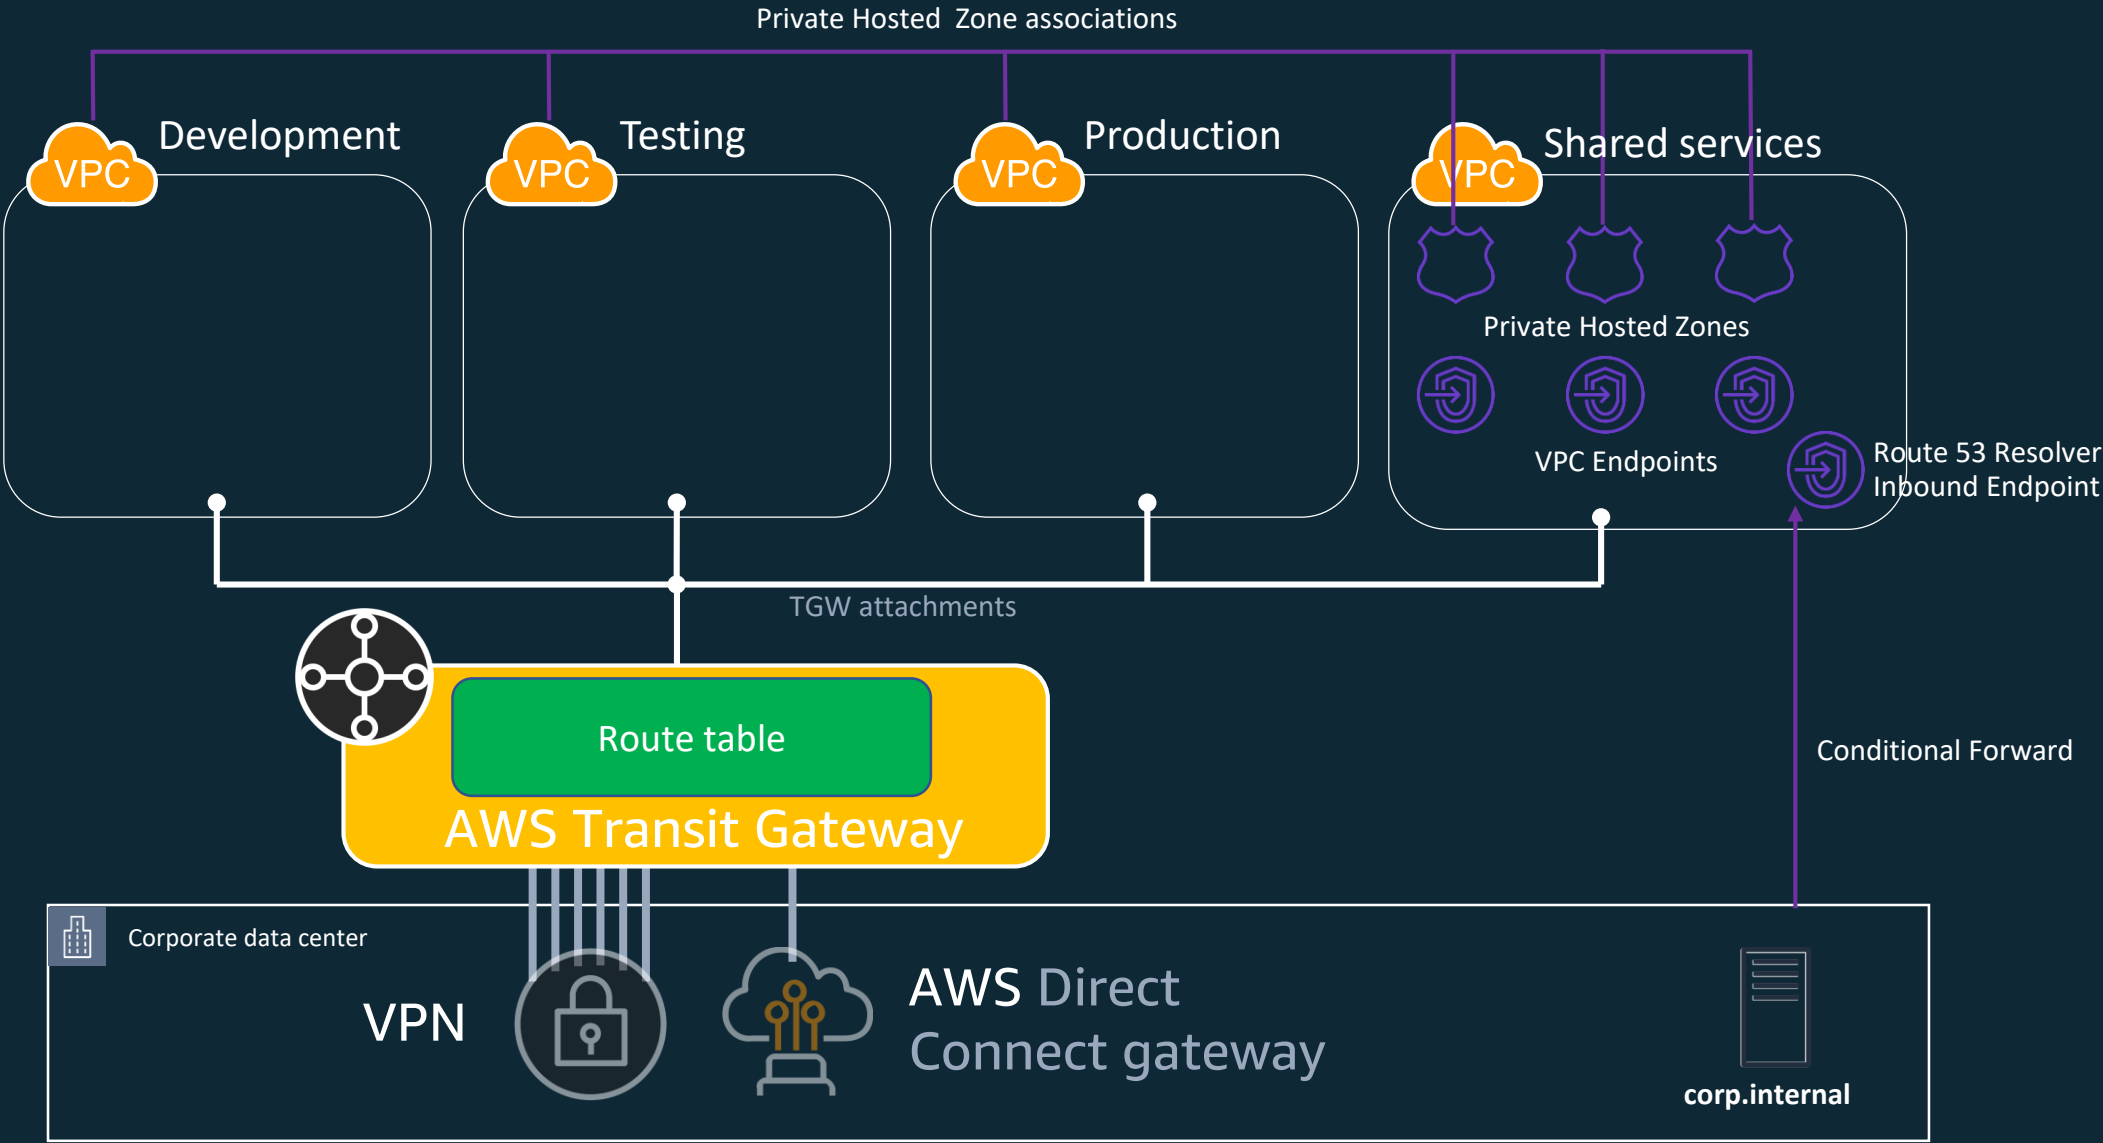 Private Hosted Zone associations
Development
VPC
Testing
VPC
Production
VPC
Shared services
VPC
Private Hosted Zones
VPC Endpoints
Route 53 Resolver
Inbound Endpoint
TGW attachments
Route table
AWS Transit Gateway
Conditional Forward
Corporate data center
VPN
AWS Direct
Connect gateway
corp.internal